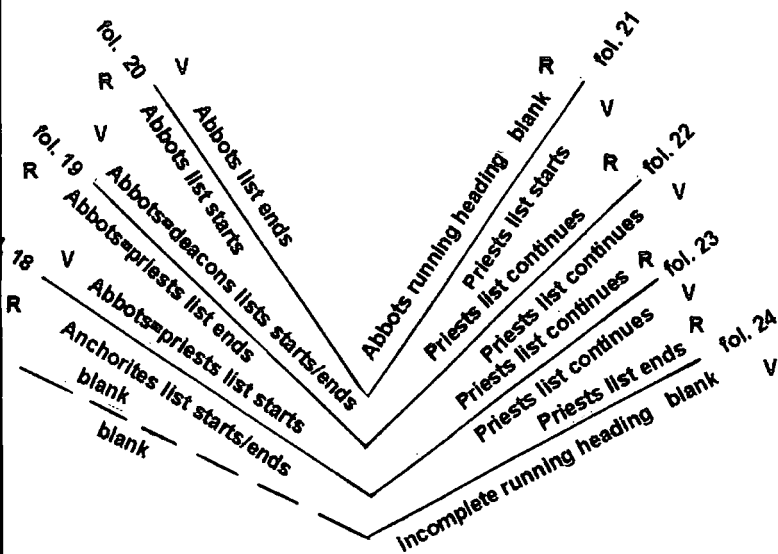 fol. 20
R
V
Abbots list starts
Abbots list ends
fol. 19
R
V
Abbots=priests list ends
Abbots=deacons lists starts/ends
18
R
V
Anchorites list starts/ends
Abbots=priests list starts
blank
blank
fol. 21
R
V
Abbots running heading blank
Priests list starts
fol. 22
R
V
Priests list continues
Priests list continues
fol. 23
R
V
Priests list continues
Priests list continues
fol. 24
R
V
Priests list ends
Incomplete running heading blank